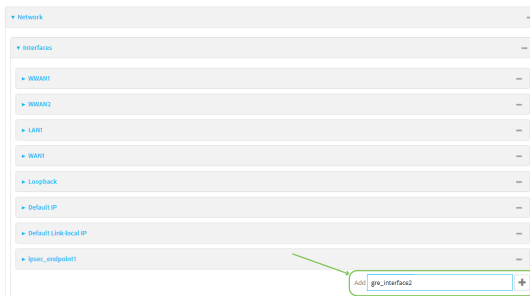 Network
Interfaces
WWAN1
WWAN2
LAN1
WAN1
Loopback
Default IP
Default Link-local IP
ipsec_endpoint1
Add gre_interface2